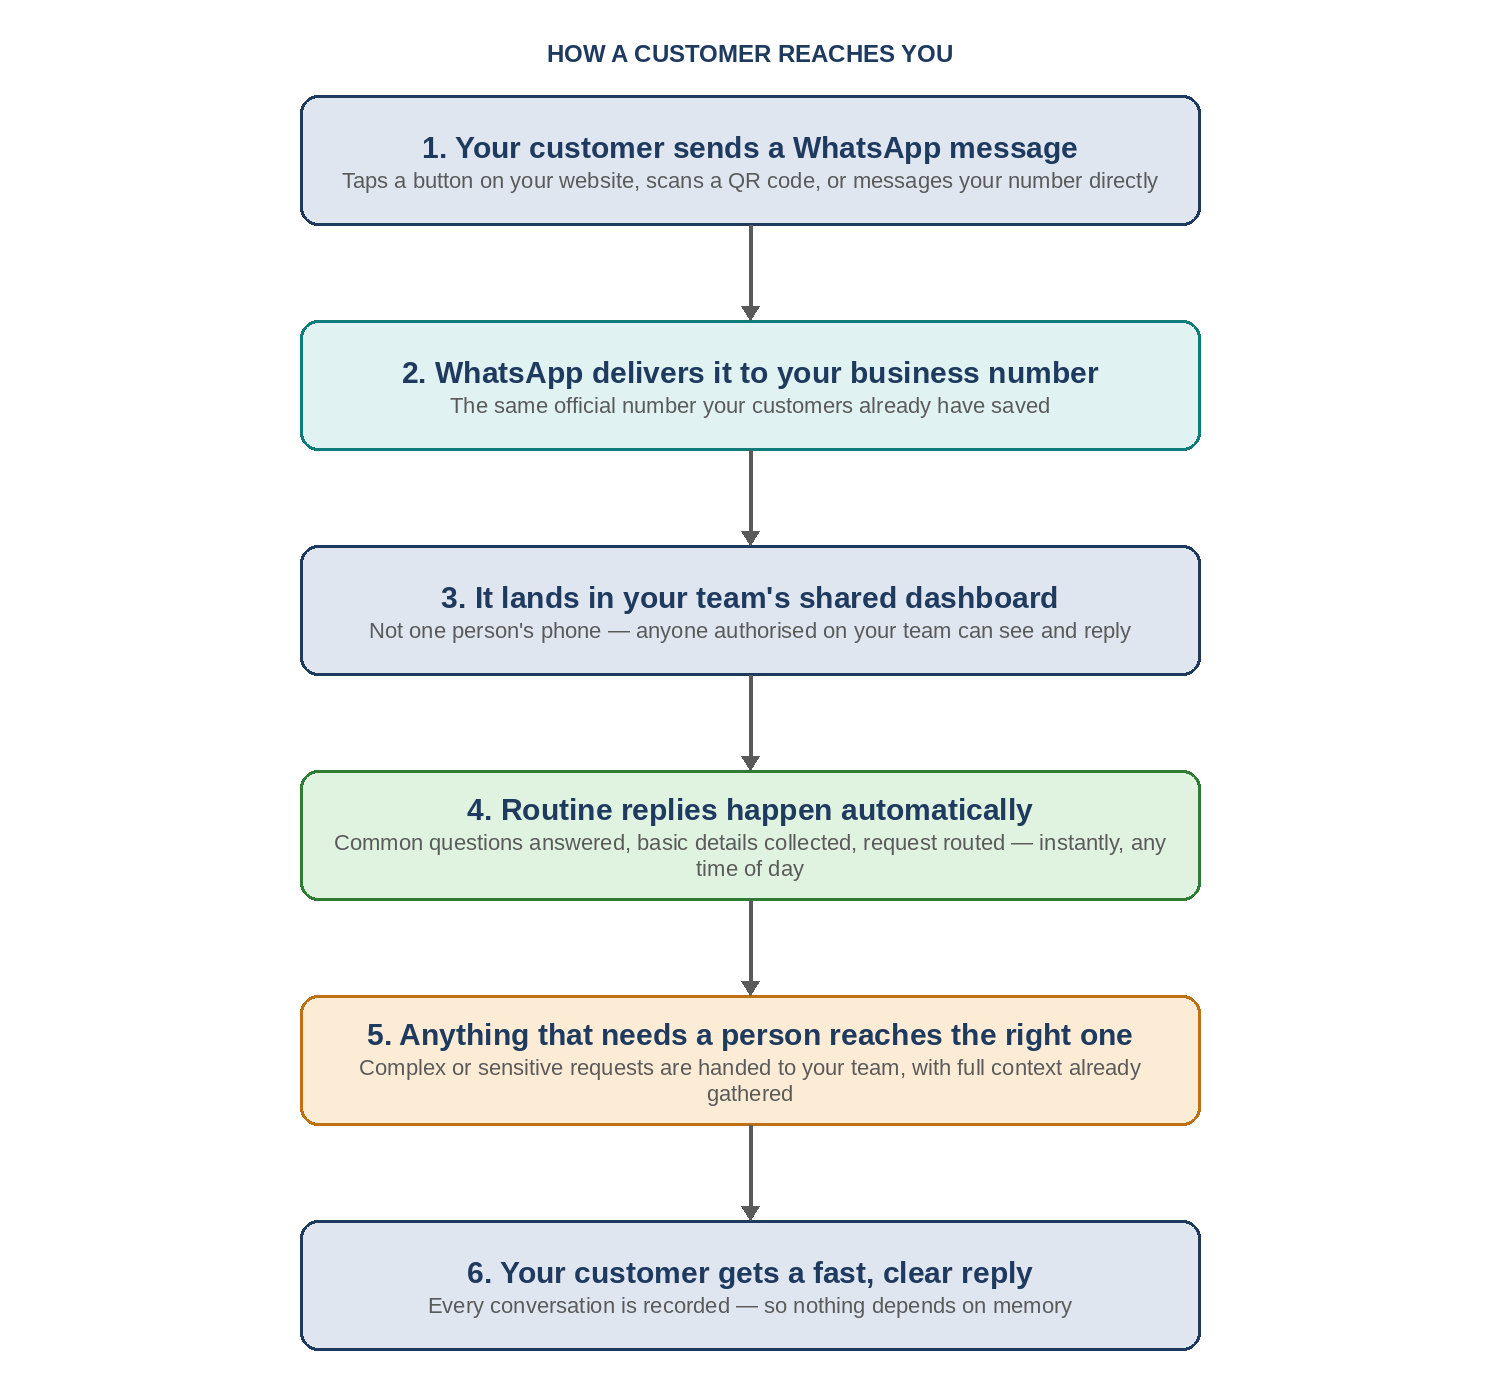 HOW A CUSTOMER REACHES YOU
1. Your customer sends a WhatsApp message
Taps a button on your website, scans a QR code, or messages your number directly
2. WhatsApp delivers it to your business number
The same official number your customers already have saved
3. It lands in your team's shared dashboard
Not one person's phone — anyone authorised on your team can see and reply
4. Routine replies happen automatically
Common questions answered, basic details collected, request routed — instantly, any
time of day
5. Anything that needs a person reaches the right one
Complex or sensitive requests are handed to your team, with full context already
gathered
6. Your customer gets a fast, clear reply
Every conversation is recorded — so nothing depends on memory